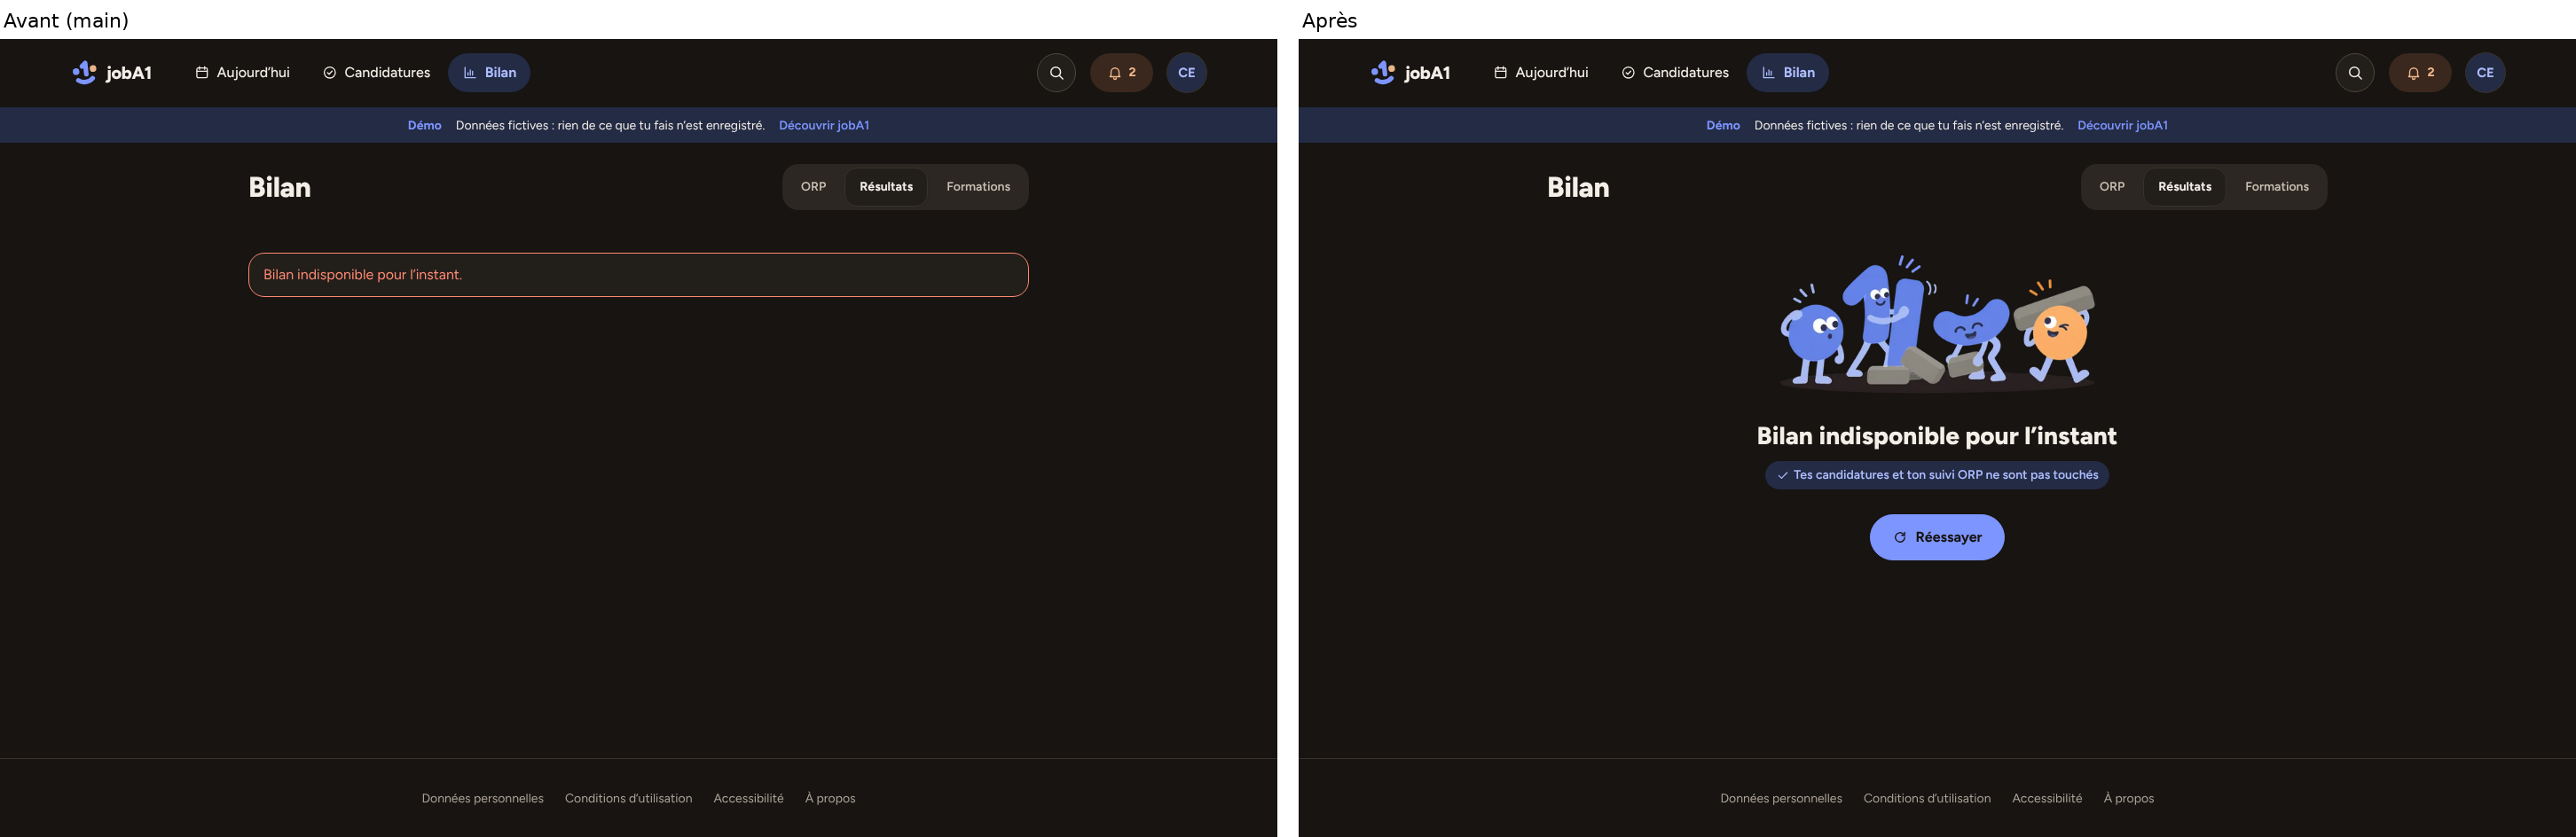 Avant (main)
jobA1 Aujourd’hui Candidatures Bilan 2 CE
Démo Données fictives : rien de ce que tu fais n’est enregistré. Découvrir jobA1
Bilan ORP Résultats Formations
Bilan indisponible pour l’instant.
Données personnelles Conditions d’utilisation Accessibilité À propos
Après
jobA1 Aujourd’hui Candidatures Bilan 2 CE
Démo Données fictives : rien de ce que tu fais n’est enregistré. Découvrir jobA1
Bilan ORP Résultats Formations
Bilan indisponible pour l’instant
Tes candidatures et ton suivi ORP ne sont pas touchés
Réessayer
Données personnelles Conditions d’utilisation Accessibilité À propos